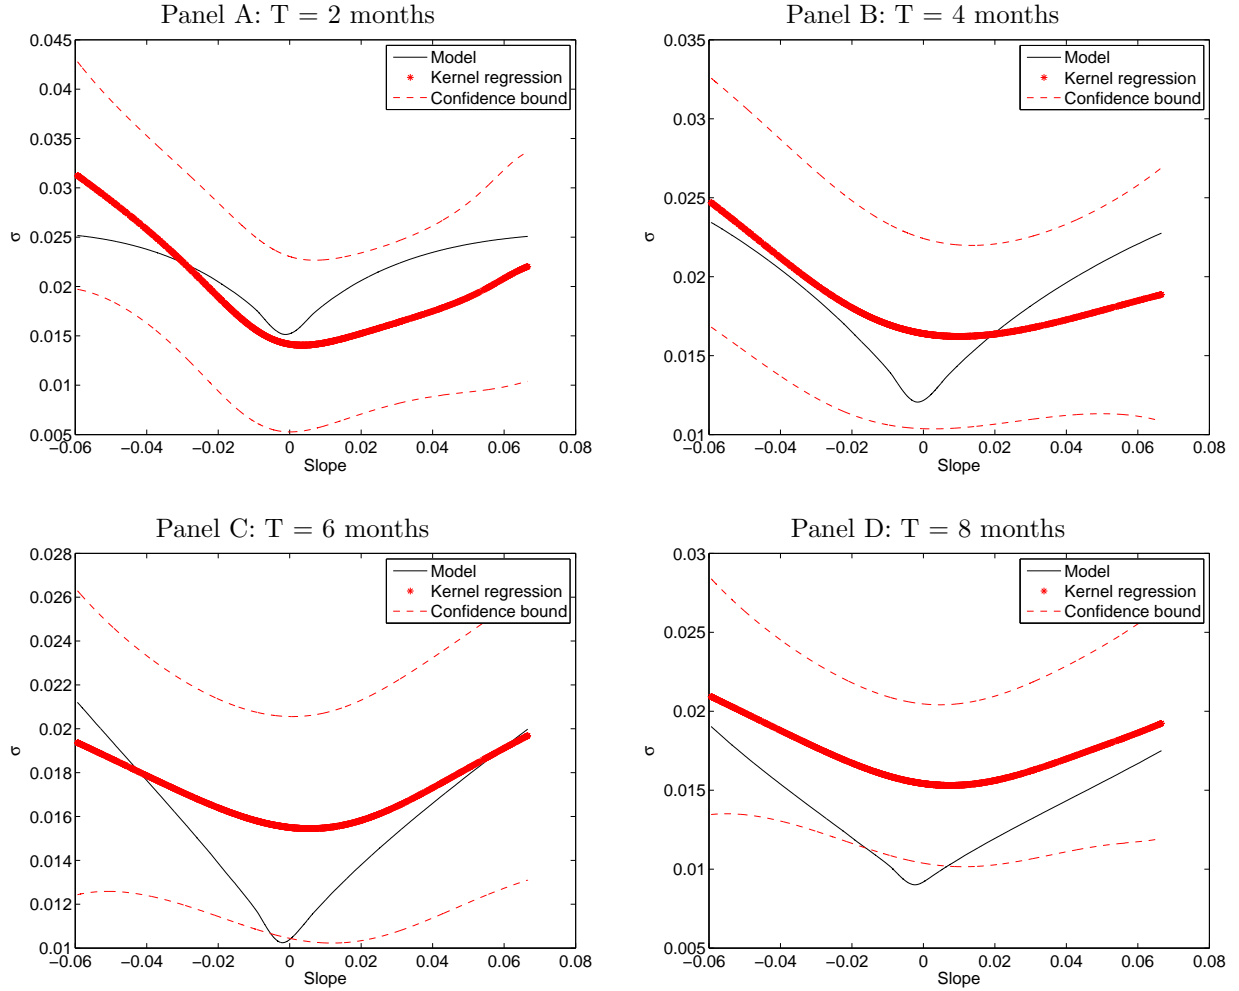 Panel A: T = 2 months
0.045
0.04
0.035
0.03
0.025
0.02
0.015
0.01
0.005
σ
−0.06 −0.04 −0.02 0 0.02 0.04 0.06 0.08
Slope
Model
Kernel regression
Confidence bound
Panel B: T = 4 months
0.035
0.03
0.025
0.02
0.015
0.01
σ
−0.06 −0.04 −0.02 0 0.02 0.04 0.06 0.08
Slope
Model
Kernel regression
Confidence bound
Panel C: T = 6 months
0.028
0.026
0.024
0.022
0.02
0.018
0.016
0.014
0.012
0.01
σ
−0.06 −0.04 −0.02 0 0.02 0.04 0.06 0.08
Slope
Model
Kernel regression
Confidence bound
Panel D: T = 8 months
0.03
0.025
0.02
0.015
0.01
0.005
σ
−0.06 −0.04 −0.02 0 0.02 0.04 0.06 0.08
Slope
Model
Kernel regression
Confidence bound